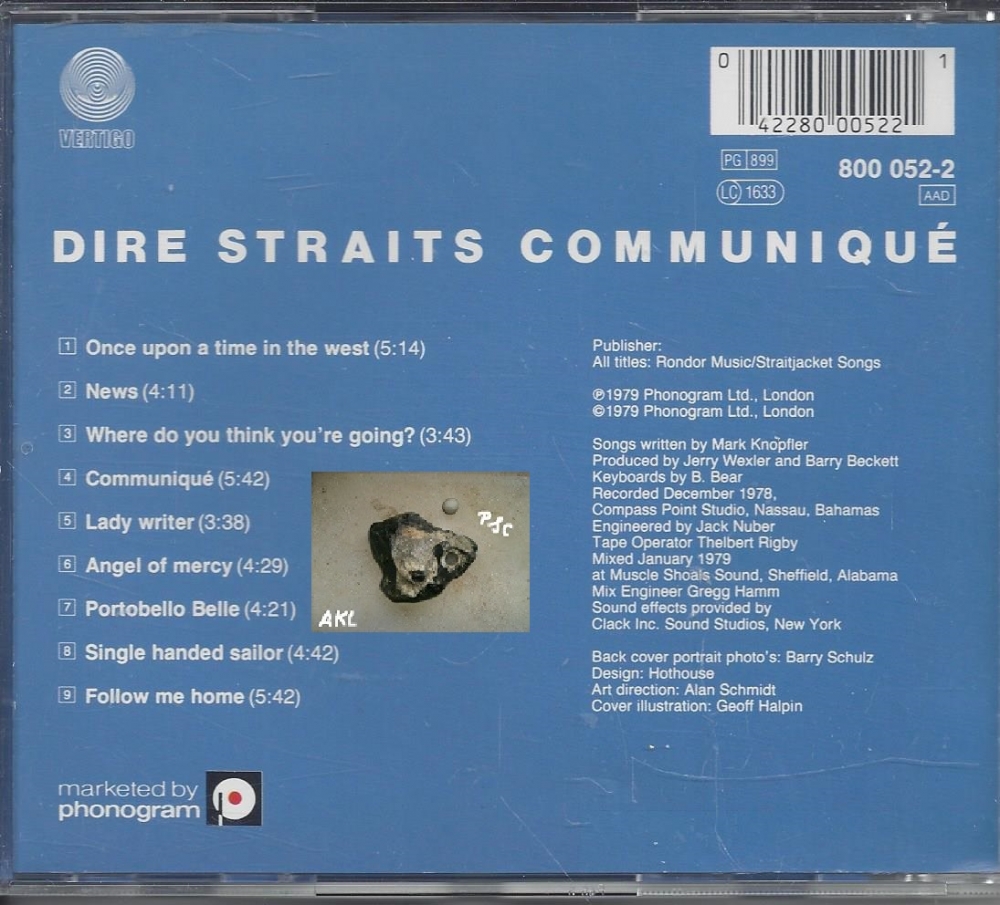 VERTIGO
0 1
42280 00522
PG 899
800 052-2
LC 1633
AAD
DIRE STRAITS COMMUNIQUÉ
1 Once upon a time in the west (5:14)
2 News (4:11)
3 Where do you think you're going? (3:43)
4 Communiqué (5:42)
5 Lady writer (3:38)
6 Angel of mercy (4:29)
7 Portobello Belle (4:21)
8 Single handed sailor (4:42)
9 Follow me home (5:42)
PSC
AKL
Publisher:
All titles: Rondor Music/Straitjacket Songs
℗1979 Phonogram Ltd., London
©1979 Phonogram Ltd., London
Songs written by Mark Knopfler
Produced by Jerry Wexler and Barry Beckett
Keyboards by B. Bear
Recorded December 1978,
Compass Point Studio, Nassau, Bahamas
Engineered by Jack Nuber
Tape Operator Thelbert Rigby
Mixed January 1979
at Muscle Shoals Sound, Sheffield, Alabama
Mix Engineer Gregg Hamm
Sound effects provided by
Clack Inc. Sound Studios, New York
Back cover portrait photo's: Barry Schulz
Design: Hothouse
Art direction: Alan Schmidt
Cover illustration: Geoff Halpin
marketed by
phonogram